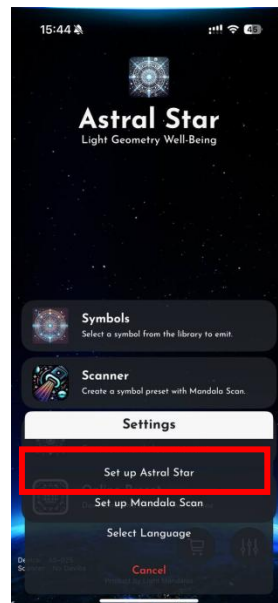 15:44
45
Astral Star
Light Geometry Well-Being
Symbols
Select a symbol from the library to emit.
Scanner
Create a symbol preset with Mandala Scan.
Settings
Set up Astral Star
Set up Mandala Scan
Select Language
Cancel